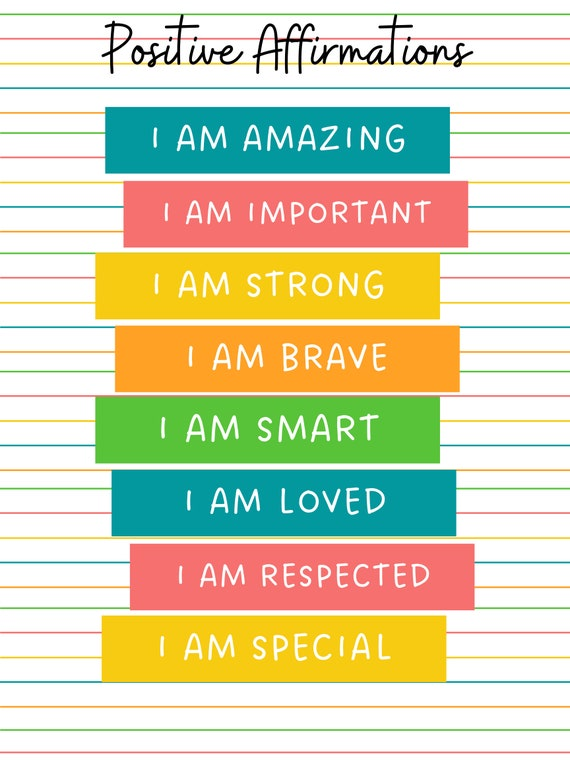 Positive Affirmations
I AM AMAZING
I AM IMPORTANT
I AM STRONG
I AM BRAVE
I AM SMART
I AM LOVED
I AM RESPECTED
I AM SPECIAL